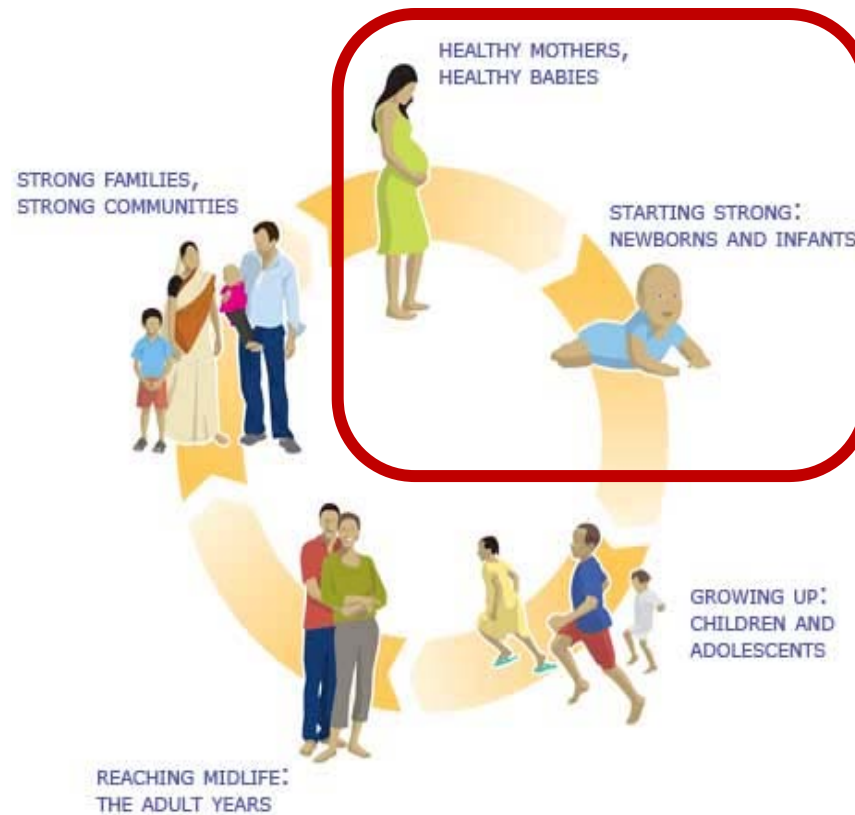 HEALTHY MOTHERS,
HEALTHY BABIES
STRONG FAMILIES,
STRONG COMMUNITIES
STARTING STRONG:
NEWBORNS AND INFANTS
GROWING UP:
CHILDREN AND
ADOLESCENTS
REACHING MIDLIFE:
THE ADULT YEARS